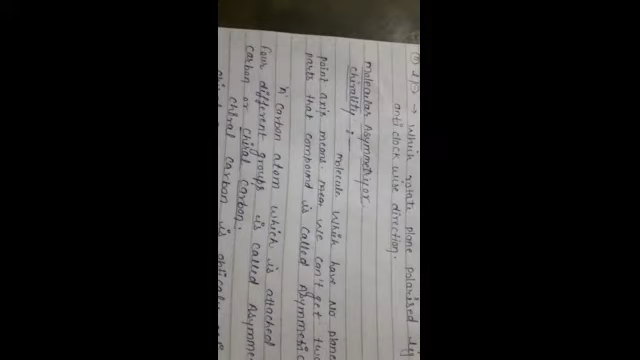 → Which rotate plane polarised
anti clock wise direction.
molecular Asymmetry or
chirality :-
molecule which have no plane
point axis means. mean we can't get two
parts that compound is called Asymmetric
carbon atom which is attached
four different groups is called Asymme
carbon or chiral carbon.
chiral carbon is